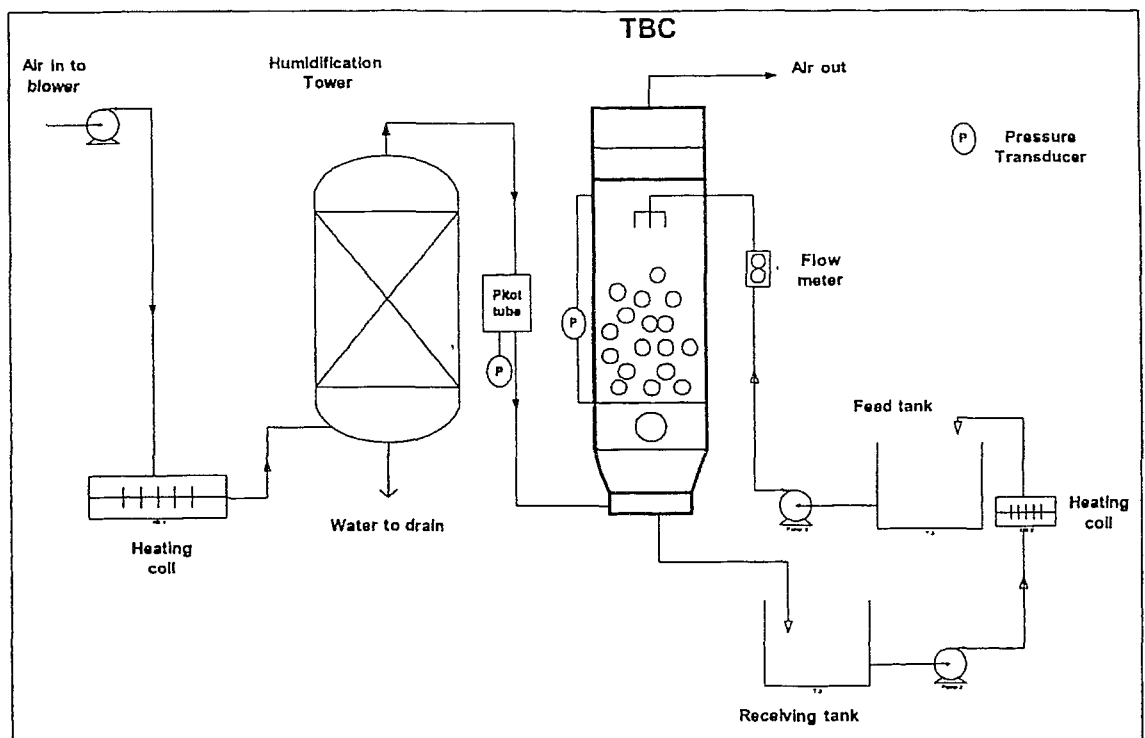 TBC
Air in to
blower
Humidification
Tower
Air out
P
Pressure
Transducer
Pitot
tube
P
P
Flow
meter
Feed tank
Heating
coil
Water to drain
Heating
coil
Receiving tank